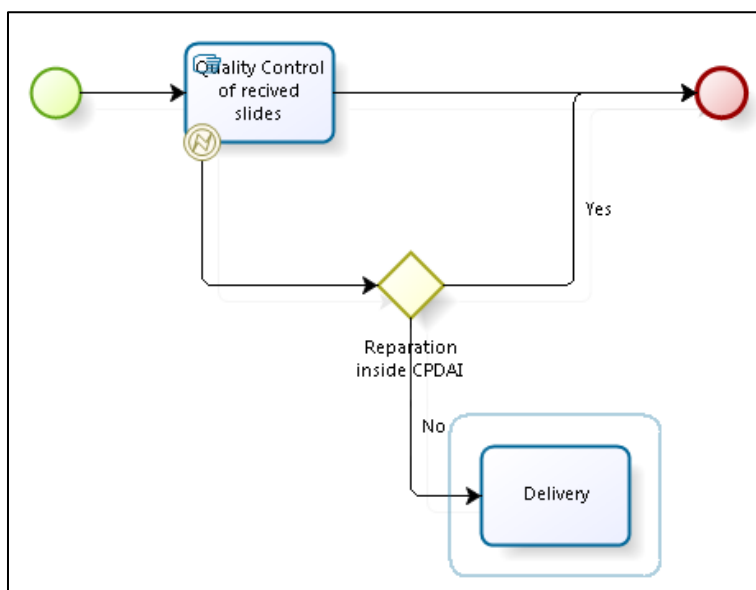 Quality Control
of recived
slides
Yes
Reparation
inside CPDAI
No
Delivery